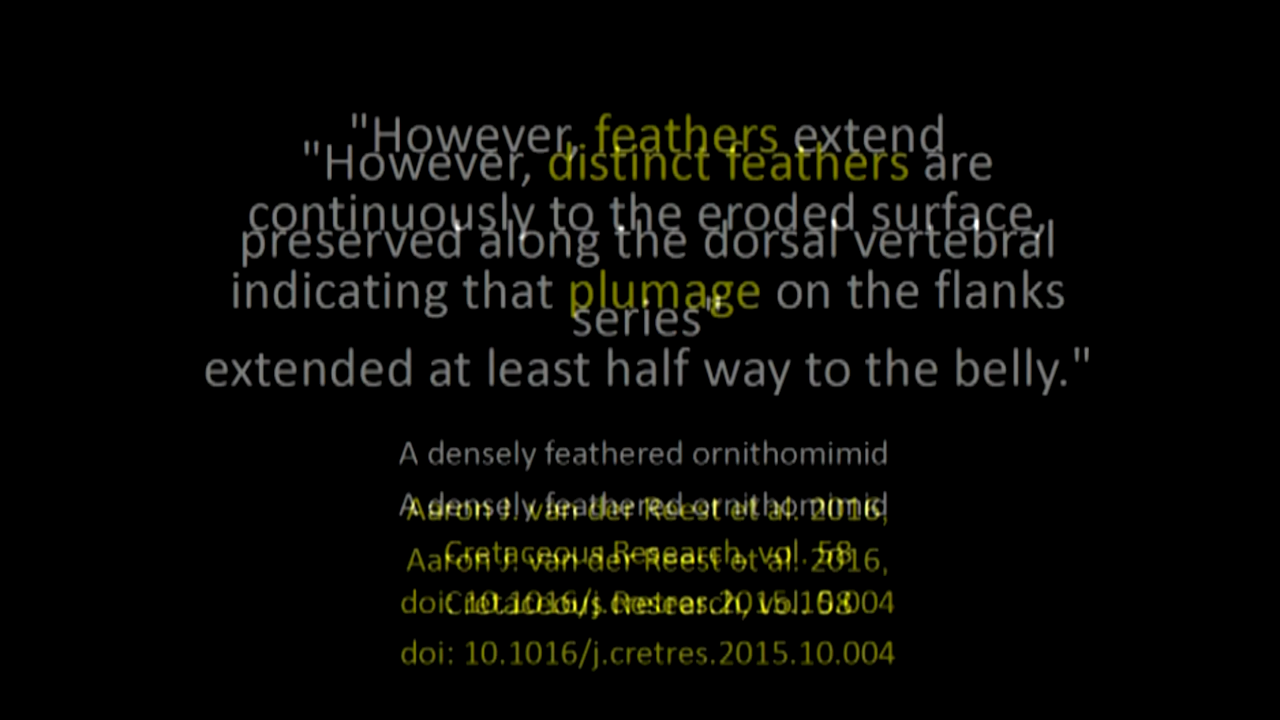 "However, feathers extend
"However, distinct feathers are
continuously to the eroded surface,
preserved along the dorsal vertebral
indicating that plumage on the flanks
series"
extended at least half way to the belly."
A densely feathered ornithomimid
A densely feathered ornithomimid
Aaron J. van der Reest et al. 2016,
Cretaceous Research, vol. 58
Aaron J. van der Reest et al. 2016,
doi: 10.1016/j.cretres.2015.10.004
Cretaceous Research, vol. 58
doi: 10.1016/j.cretres.2015.10.004